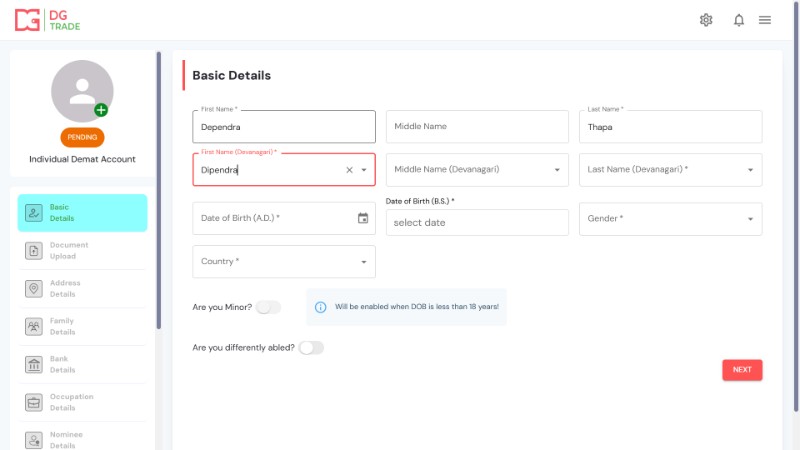 DG
TRADE
PENDING
Individual Demat Account
Basic
Details
Document
Upload
Address
Details
Family
Details
Bank
Details
Occupation
Details
Nominee
Details
Basic Details
First Name *
Dependra
Middle Name
Last Name *
Thapa
First Name (Devanagari) *
Dipendra
Middle Name (Devanagari)
Last Name (Devanagari) *
Date of Birth (A.D.) *
Date of Birth (B.S.) *
select date
Gender *
Country *
Are you Minor?
Will be enabled when DOB is less than 18 years!
Are you differently abled?
NEXT